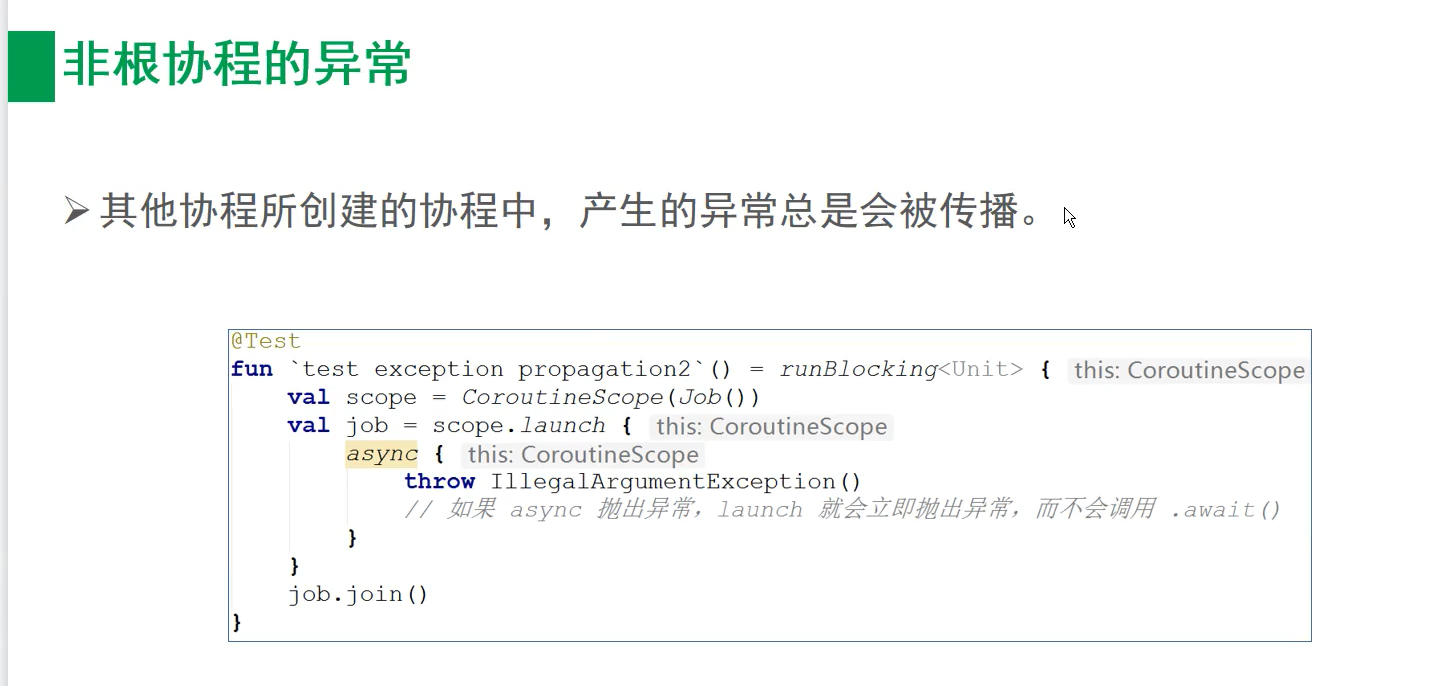 非根协程的异常
➢ 其他协程所创建的协程中，产生的异常总是会被传播。
@Test
fun `test exception propagation2`() = runBlocking<Unit> { this: CoroutineScope
val scope = CoroutineScope(Job())
val job = scope.launch { this: CoroutineScope
async { this: CoroutineScope
throw IllegalArgumentException()
// 如果 async 抛出异常，launch 就会立即抛出异常，而不会调用 .await()
}
}
job.join()
}